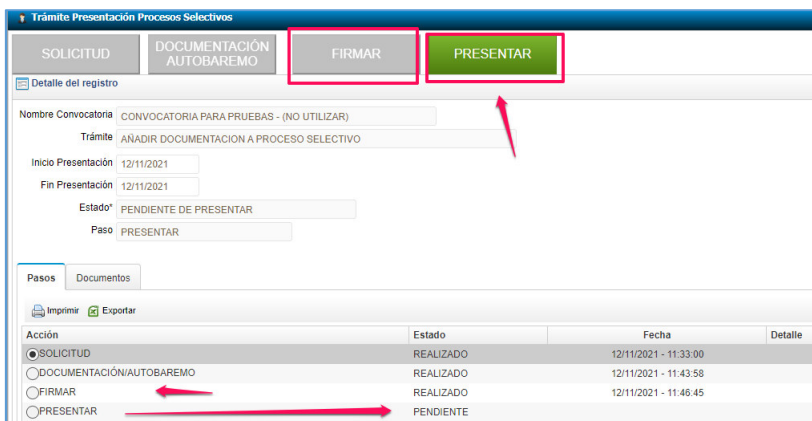 Trámite Presentación Procesos Selectivos
SOLICITUD
DOCUMENTACIÓN
AUTOBAREMO
FIRMAR
PRESENTAR
Detalle del registro
Nombre Convocatoria CONVOCATORIA PARA PRUEBAS - (NO UTILIZAR)
Trámite AÑADIR DOCUMENTACION A PROCESO SELECTIVO
Inicio Presentación 12/11/2021
Fin Presentación 12/11/2021
Estado* PENDIENTE DE PRESENTAR
Paso PRESENTAR
Pasos Documentos
Imprimir Exportar
Acción Estado Fecha Detalle
SOLICITUD REALIZADO 12/11/2021 - 11:33:00
DOCUMENTACIÓN/AUTOBAREMO REALIZADO 12/11/2021 - 11:43:58
FIRMAR REALIZADO 12/11/2021 - 11:46:45
PRESENTAR PENDIENTE